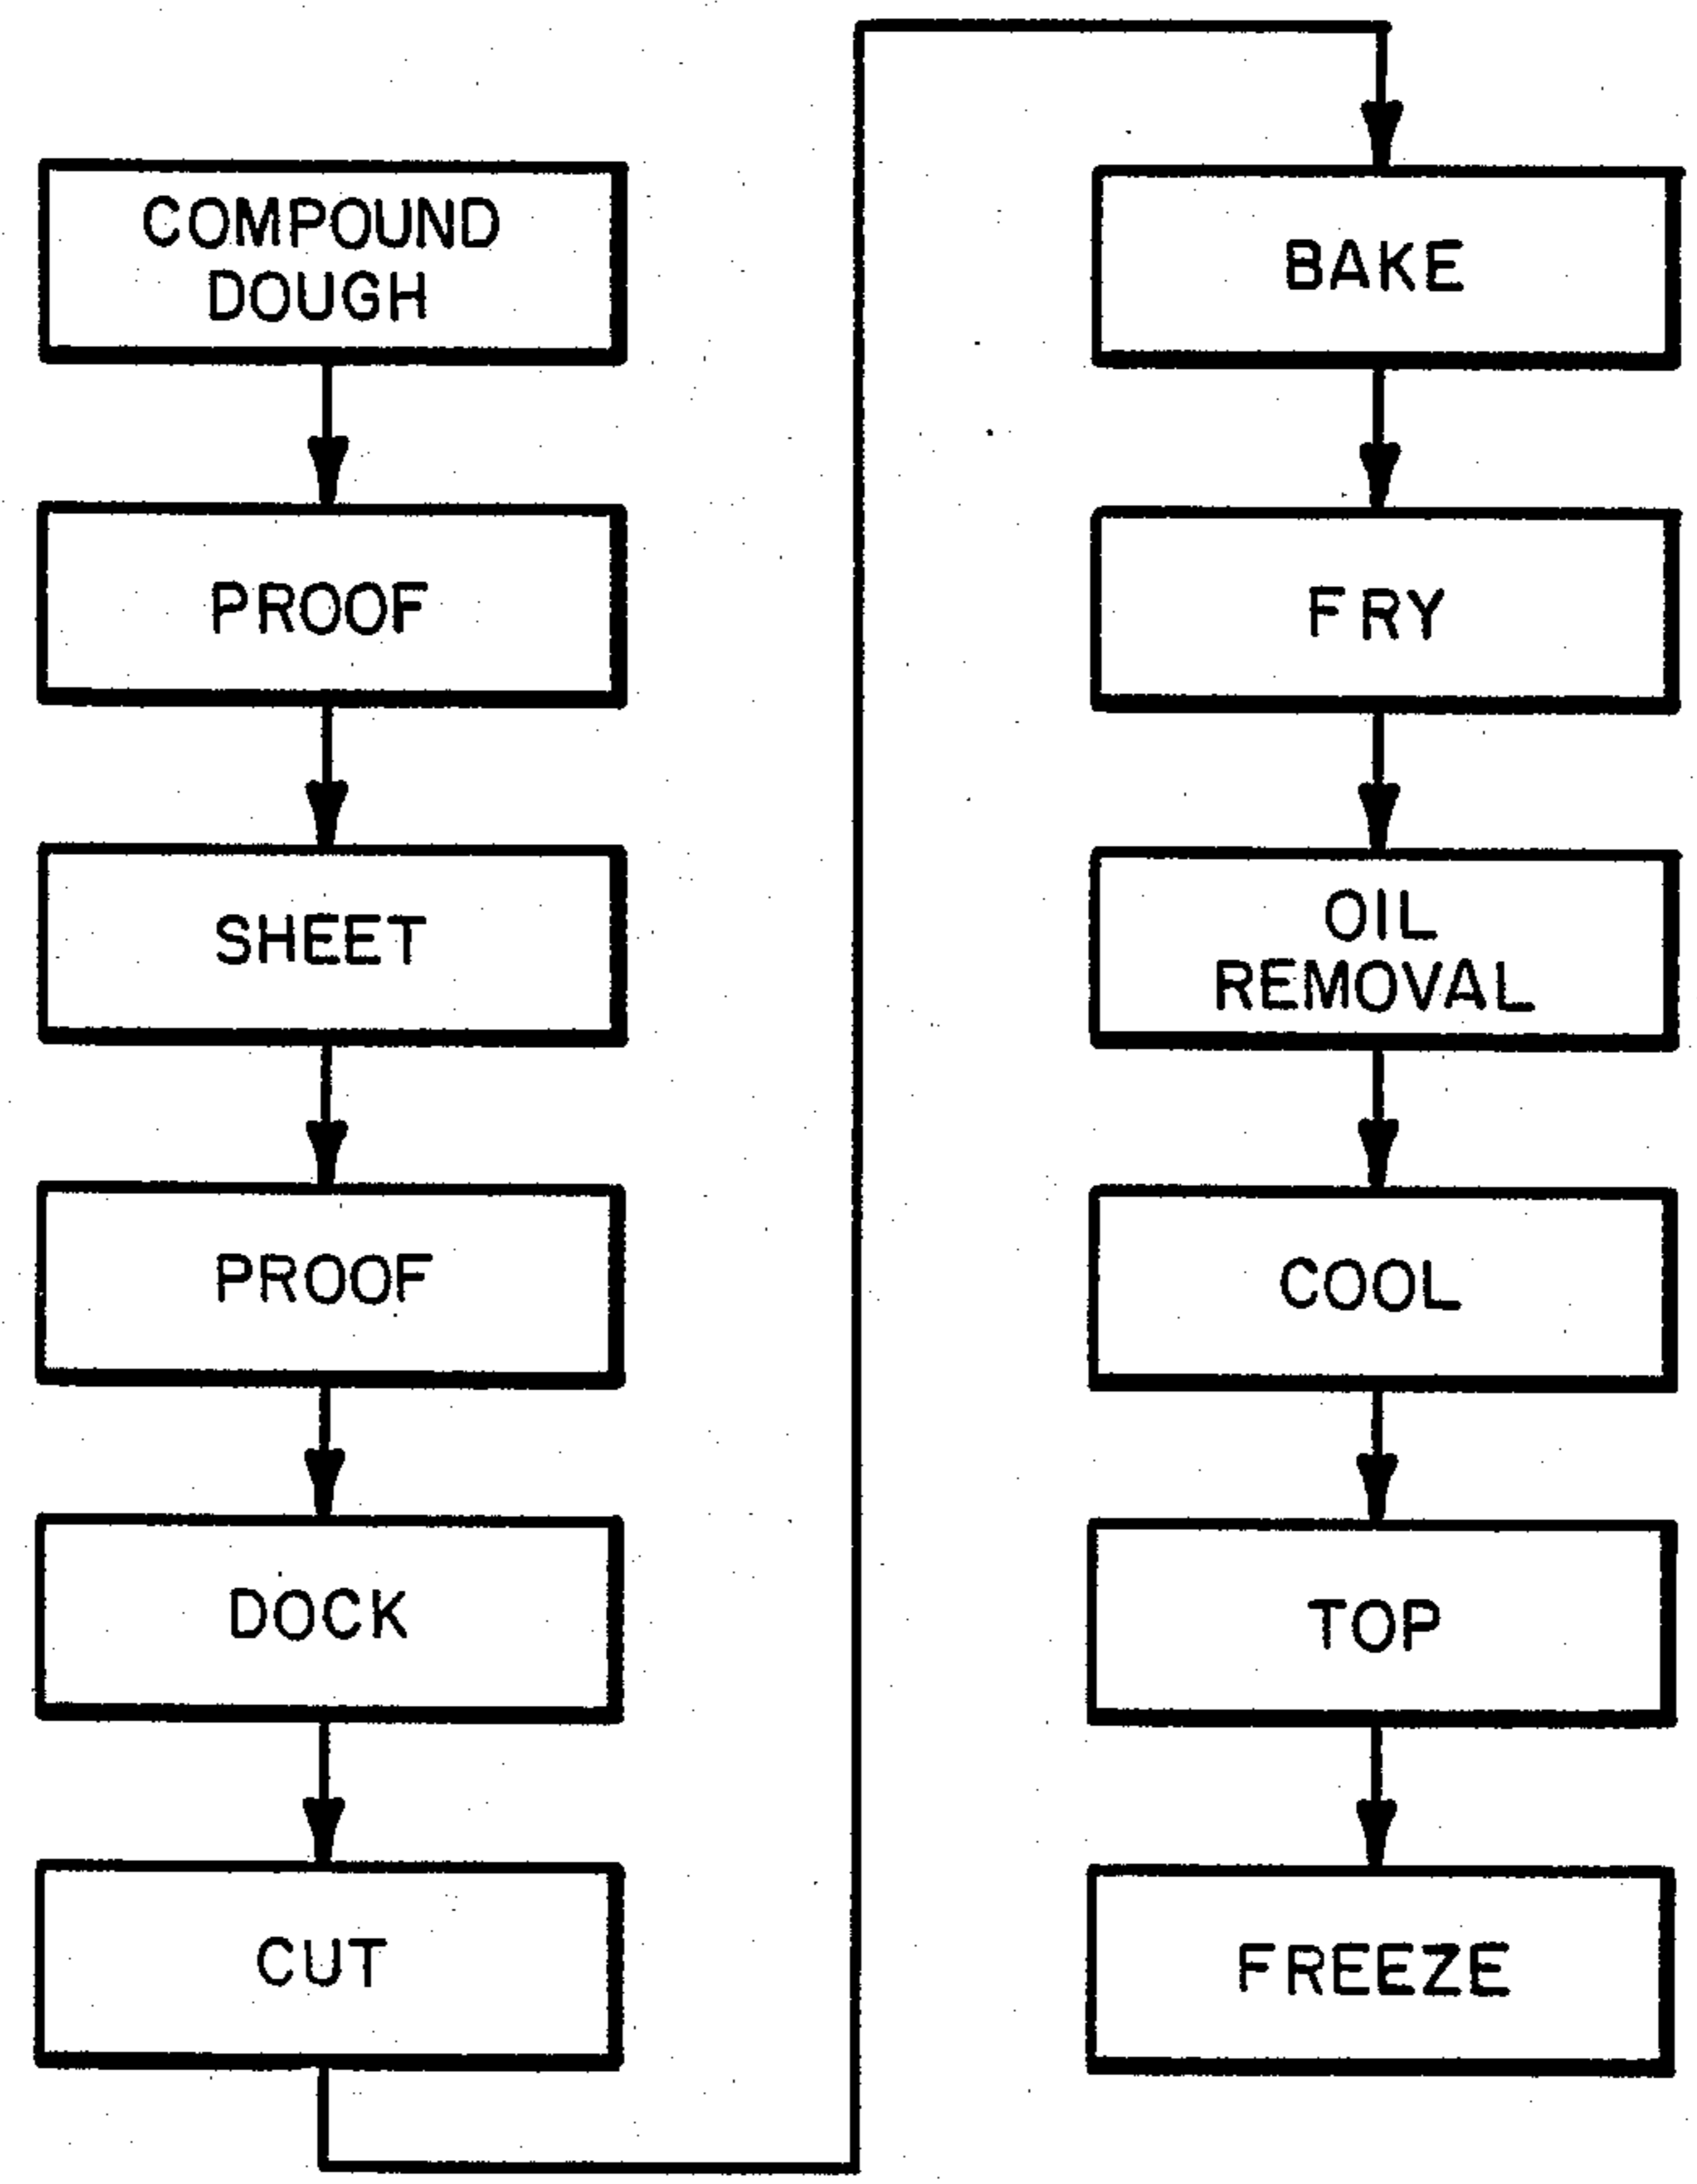 COMPOUND
DOUGH
PROOF
SHEET
PROOF
DOCK
CUT
BAKE
FRY
OIL
REMOVAL
COOL
TOP
FREEZE